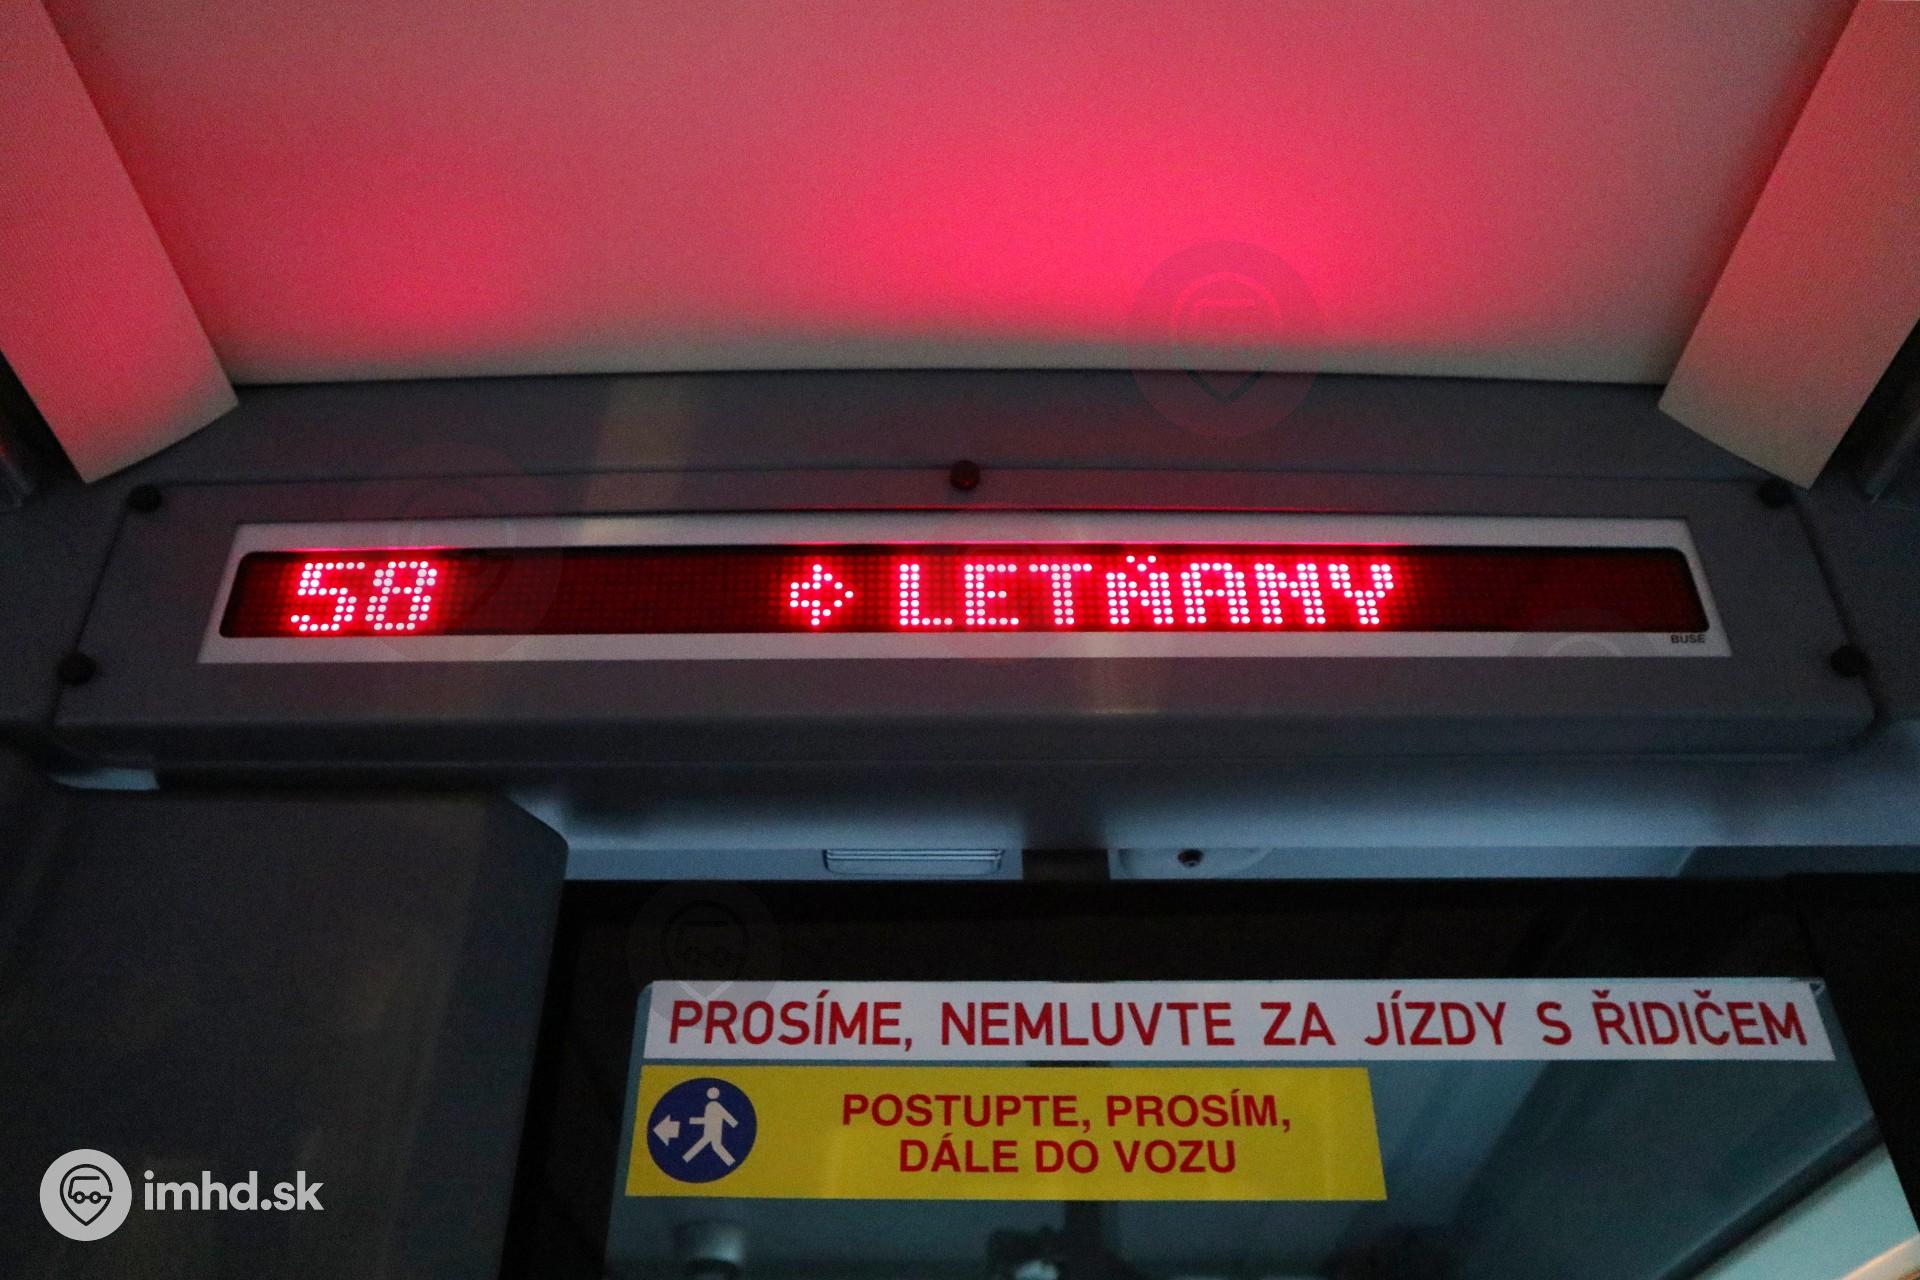 58 ➩ LETŇANY
BUSE
PROSÍME, NEMLUVTE ZA JÍZDY S ŘIDIČEM
POSTUPTE, PROSÍM,
DÁLE DO VOZU
imhd.sk